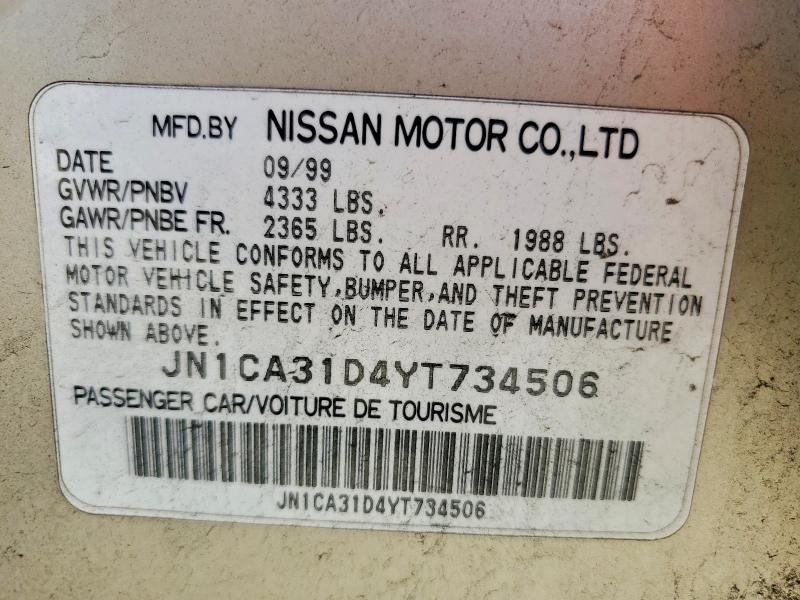 MFD.BY NISSAN MOTOR CO.,LTD
DATE 09/99
GVWR/PNBV 4333 LBS.
GAWR/PNBE FR. 2365 LBS. RR. 1988 LBS.
THIS VEHICLE CONFORMS TO ALL APPLICABLE FEDERAL
MOTOR VEHICLE SAFETY,BUMPER,AND THEFT PREVENTION
STANDARDS IN EFFECT ON THE DATE OF MANUFACTURE
SHOWN ABOVE.
JN1CA31D4YT734506
PASSENGER CAR/VOITURE DE TOURISME
JN1CA31D4YT734506